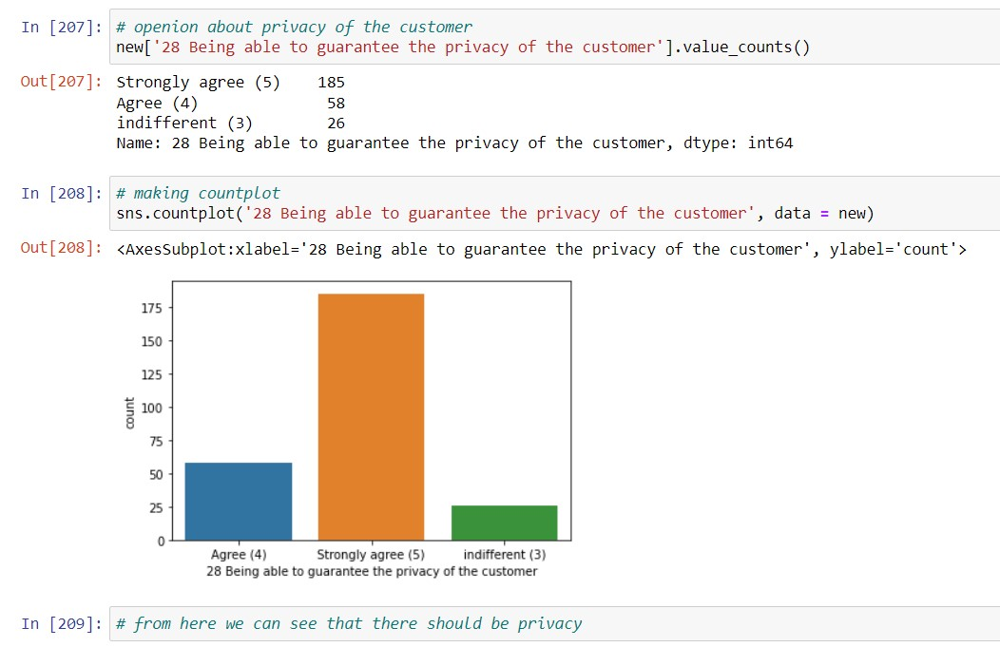 In [207]: # openion about privacy of the customer
new['28 Being able to guarantee the privacy of the customer'].value_counts()
Out[207]: Strongly agree (5)    185
Agree (4)    58
indifferent (3)    26
Name: 28 Being able to guarantee the privacy of the customer, dtype: int64
In [208]: # making countplot
sns.countplot('28 Being able to guarantee the privacy of the customer', data = new)
Out[208]: <AxesSubplot:xlabel='28 Being able to guarantee the privacy of the customer', ylabel='count'>
175
150
125
100
75
50
25
0
count
Agree (4) Strongly agree (5) indifferent (3)
28 Being able to guarantee the privacy of the customer
In [209]: # from here we can see that there should be privacy